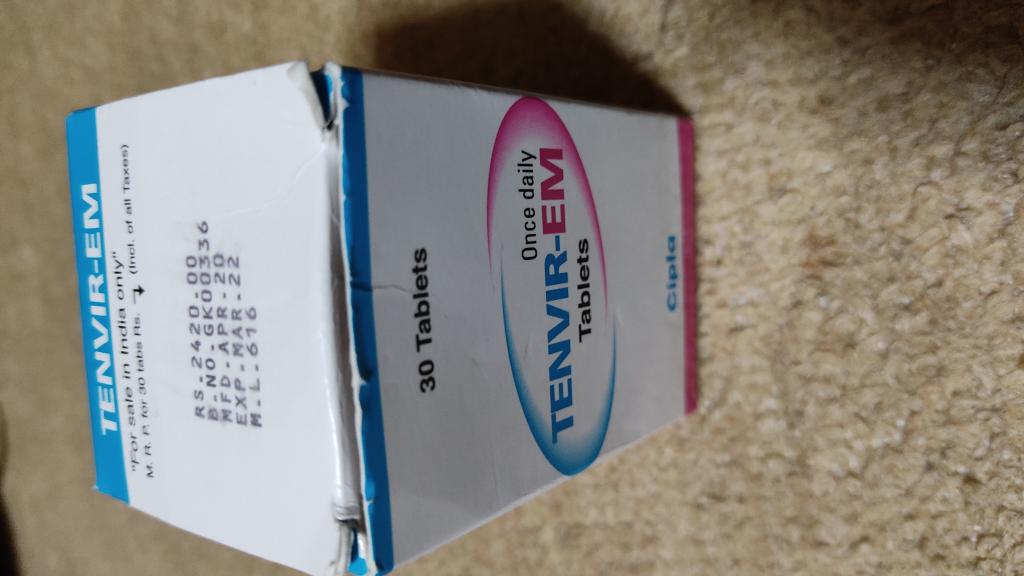 TENVIR-EM
"For sale in India only"
M. R. P. for 30 tabs Rs. (Incl. of all Taxes)
RS.2420.00
B.NO.GK00336
MFD.APR.20
EXP.MAR.22
M.L.616
30 Tablets
Once daily
TENVIR-EM
Tablets
Cipla